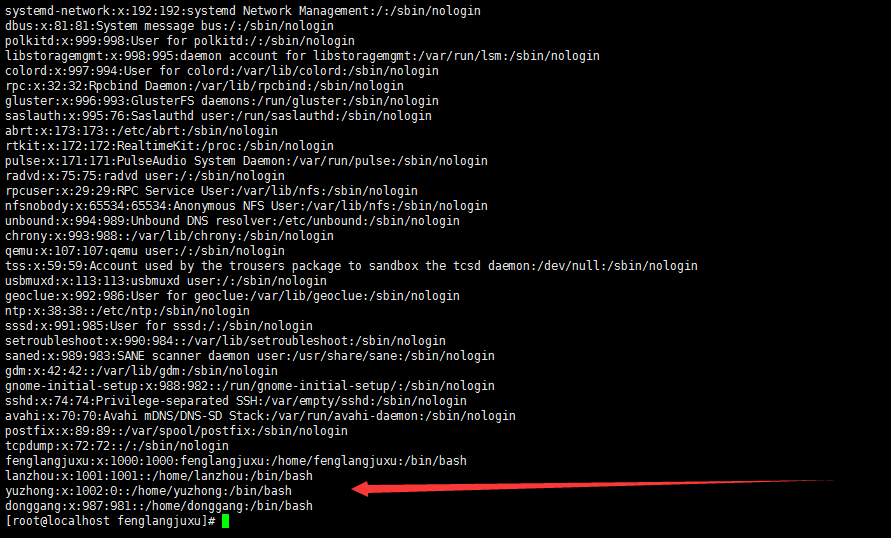 systemd-network:x:192:192:systemd Network Management:/:/sbin/nologin
dbus:x:81:81:System message bus:/:/sbin/nologin
polkitd:x:999:998:User for polkitd:/:/sbin/nologin
libstoragemgmt:x:998:995:daemon account for libstoragemgmt:/var/run/lsm:/sbin/nologin
colord:x:997:994:User for colord:/var/lib/colord:/sbin/nologin
rpc:x:32:32:Rpcbind Daemon:/var/lib/rpcbind:/sbin/nologin
gluster:x:996:993:GlusterFS daemons:/run/gluster:/sbin/nologin
saslauth:x:995:76:Saslauthd user:/run/saslauthd:/sbin/nologin
abrt:x:173:173::/etc/abrt:/sbin/nologin
rtkit:x:172:172:RealtimeKit:/proc:/sbin/nologin
pulse:x:171:171:PulseAudio System Daemon:/var/run/pulse:/sbin/nologin
radvd:x:75:75:radvd user:/:/sbin/nologin
rpcuser:x:29:29:RPC Service User:/var/lib/nfs:/sbin/nologin
nfsnobody:x:65534:65534:Anonymous NFS User:/var/lib/nfs:/sbin/nologin
unbound:x:994:989:Unbound DNS resolver:/etc/unbound:/sbin/nologin
chrony:x:993:988::/var/lib/chrony:/sbin/nologin
qemu:x:107:107:qemu user:/:/sbin/nologin
tss:x:59:59:Account used by the trousers package to sandbox the tcsd daemon:/dev/null:/sbin/nologin
usbmuxd:x:113:113:usbmuxd user:/:/sbin/nologin
geoclue:x:992:986:User for geoclue:/var/lib/geoclue:/sbin/nologin
ntp:x:38:38::/etc/ntp:/sbin/nologin
sssd:x:991:985:User for sssd:/:/sbin/nologin
setroubleshoot:x:990:984::/var/lib/setroubleshoot:/sbin/nologin
saned:x:989:983:SANE scanner daemon user:/usr/share/sane:/sbin/nologin
gdm:x:42:42::/var/lib/gdm:/sbin/nologin
gnome-initial-setup:x:988:982::/run/gnome-initial-setup/:/sbin/nologin
sshd:x:74:74:Privilege-separated SSH:/var/empty/sshd:/sbin/nologin
avahi:x:70:70:Avahi mDNS/DNS-SD Stack:/var/run/avahi-daemon:/sbin/nologin
postfix:x:89:89::/var/spool/postfix:/sbin/nologin
tcpdump:x:72:72::/:/sbin/nologin
fenglangjuxu:x:1000:1000:fenglangjuxu:/home/fenglangjuxu:/bin/bash
lanzhou:x:1001:1001::/home/lanzhou:/bin/bash
yuzhong:x:1002:0::/home/yuzhong:/bin/bash
donggang:x:987:981::/home/donggang:/bin/bash
[root@localhost fenglangjuxu]#